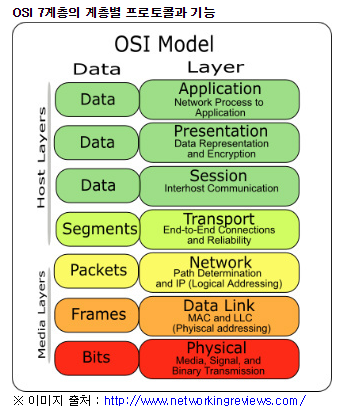 OSI 7계층의 계층별 프로토콜과 기능
OSI Model
Data Layer
Host Layers
Data
Application
Network Process to
Application
Data
Presentation
Data Representation
and Encryption
Data
Session
Interhost Communication
Segments
Transport
End-to-End Connections
and Reliability
Media Layers
Packets
Network
Path Determination
and IP (Logical Addressing)
Frames
Data Link
MAC and LLC
(Phyiscal addressing)
Bits
Physical
Media, Signal, and
Binary Transmission
※ 이미지 출처 : http://www.networkingreviews.com/